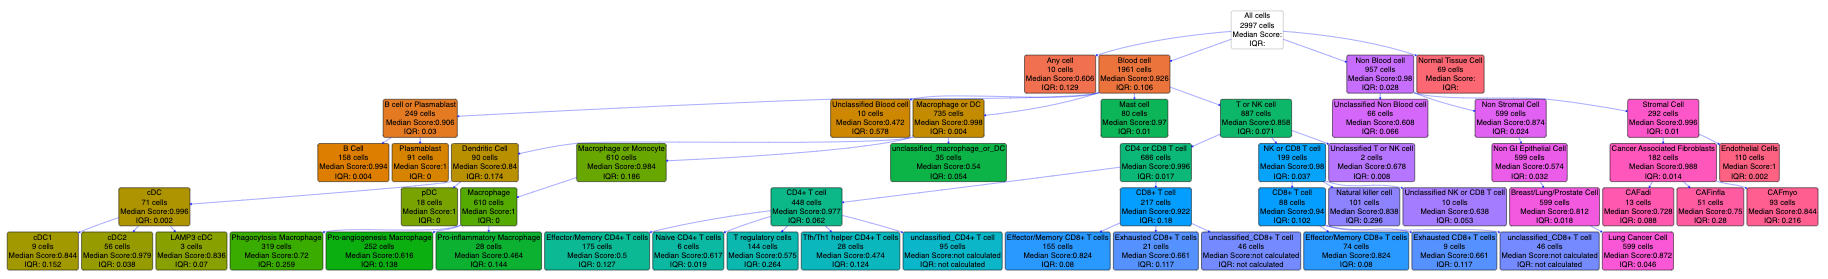 All cells
2997 cells
Median Score:
IQR:
Any cell
10 cells
Median Score:0.606
IQR: 0.129
Blood cell
1961 cells
Median Score:0.926
IQR: 0.106
Non Blood cell
957 cells
Median Score:0.98
IQR: 0.028
Normal Tissue Cell
69 cells
Median Score:
IQR:
B cell or Plasmablast
249 cells
Median Score:0.906
IQR: 0.03
Unclassified Blood cell
10 cells
Median Score:0.472
IQR: 0.578
Macrophage or DC
735 cells
Median Score:0.998
IQR: 0.004
Mast cell
80 cells
Median Score:0.97
IQR: 0.01
T or NK cell
887 cells
Median Score:0.858
IQR: 0.071
Unclassified Non Blood cell
66 cells
Median Score:0.608
IQR: 0.066
Non Stromal Cell
599 cells
Median Score:0.874
IQR: 0.024
Stromal Cell
292 cells
Median Score:0.996
IQR: 0.01
B Cell
158 cells
Median Score:0.994
IQR: 0.004
Plasmablast
91 cells
Median Score:1
IQR: 0
Dendritic Cell
90 cells
Median Score:0.84
IQR: 0.174
Macrophage or Monocyte
610 cells
Median Score:0.984
IQR: 0.186
unclassified_macrophage_or_DC
35 cells
Median Score:0.54
IQR: 0.054
CD4 or CD8 T cell
686 cells
Median Score:0.996
IQR: 0.017
NK or CD8 T cell
199 cells
Median Score:0.98
IQR: 0.037
Unclassified T or NK cell
2 cells
Median Score:0.678
IQR: 0.008
Non GI Epithelial Cell
599 cells
Median Score:0.574
IQR: 0.032
Cancer Associated Fibroblasts
182 cells
Median Score:0.988
IQR: 0.014
Endothelial Cells
110 cells
Median Score:1
IQR: 0.002
cDC
71 cells
Median Score:0.996
IQR: 0.002
pDC
18 cells
Median Score:1
IQR: 0
Macrophage
610 cells
Median Score:1
IQR: 0
CD4+ T cell
448 cells
Median Score:0.977
IQR: 0.062
CD8+ T cell
217 cells
Median Score:0.922
IQR: 0.18
CD8+ T cell
88 cells
Median Score:0.94
IQR: 0.102
Natural killer cell
101 cells
Median Score:0.838
IQR: 0.296
Unclassified NK or CD8 T cell
10 cells
Median Score:0.638
IQR: 0.053
Breast/Lung/Prostate Cell
599 cells
Median Score:0.812
IQR: 0.018
CAFadi
13 cells
Median Score:0.728
IQR: 0.088
CAFinfla
51 cells
Median Score:0.75
IQR: 0.28
CAFmyo
93 cells
Median Score:0.844
IQR: 0.216
cDC1
9 cells
Median Score:0.844
IQR: 0.152
cDC2
56 cells
Median Score:0.979
IQR: 0.038
LAMP3 cDC
3 cells
Median Score:0.836
IQR: 0.07
Phagocytosis Macrophage
319 cells
Median Score:0.72
IQR: 0.259
Pro-angiogenesis Macrophage
252 cells
Median Score:0.616
IQR: 0.138
Pro-inflammatory Macrophage
28 cells
Median Score:0.464
IQR: 0.144
Effector/Memory CD4+ T cells
175 cells
Median Score:0.5
IQR: 0.127
Naive CD4+ T cells
6 cells
Median Score:0.617
IQR: 0.019
T regulatory cells
144 cells
Median Score:0.575
IQR: 0.264
Tfh/Th1 helper CD4+ T cells
28 cells
Median Score:0.474
IQR: 0.124
unclassified_CD4+ T cell
95 cells
Median Score:not calculated
IQR: not calculated
Effector/Memory CD8+ T cells
155 cells
Median Score:0.824
IQR: 0.08
Exhausted CD8+ T cells
21 cells
Median Score:0.661
IQR: 0.117
unclassified_CD8+ T cell
46 cells
Median Score:not calculated
IQR: not calculated
Effector/Memory CD8+ T cells
74 cells
Median Score:0.824
IQR: 0.08
Exhausted CD8+ T cells
9 cells
Median Score:0.661
IQR: 0.117
unclassified_CD8+ T cell
46 cells
Median Score:not calculated
IQR: not calculated
Lung Cancer Cell
599 cells
Median Score:0.872
IQR: 0.046